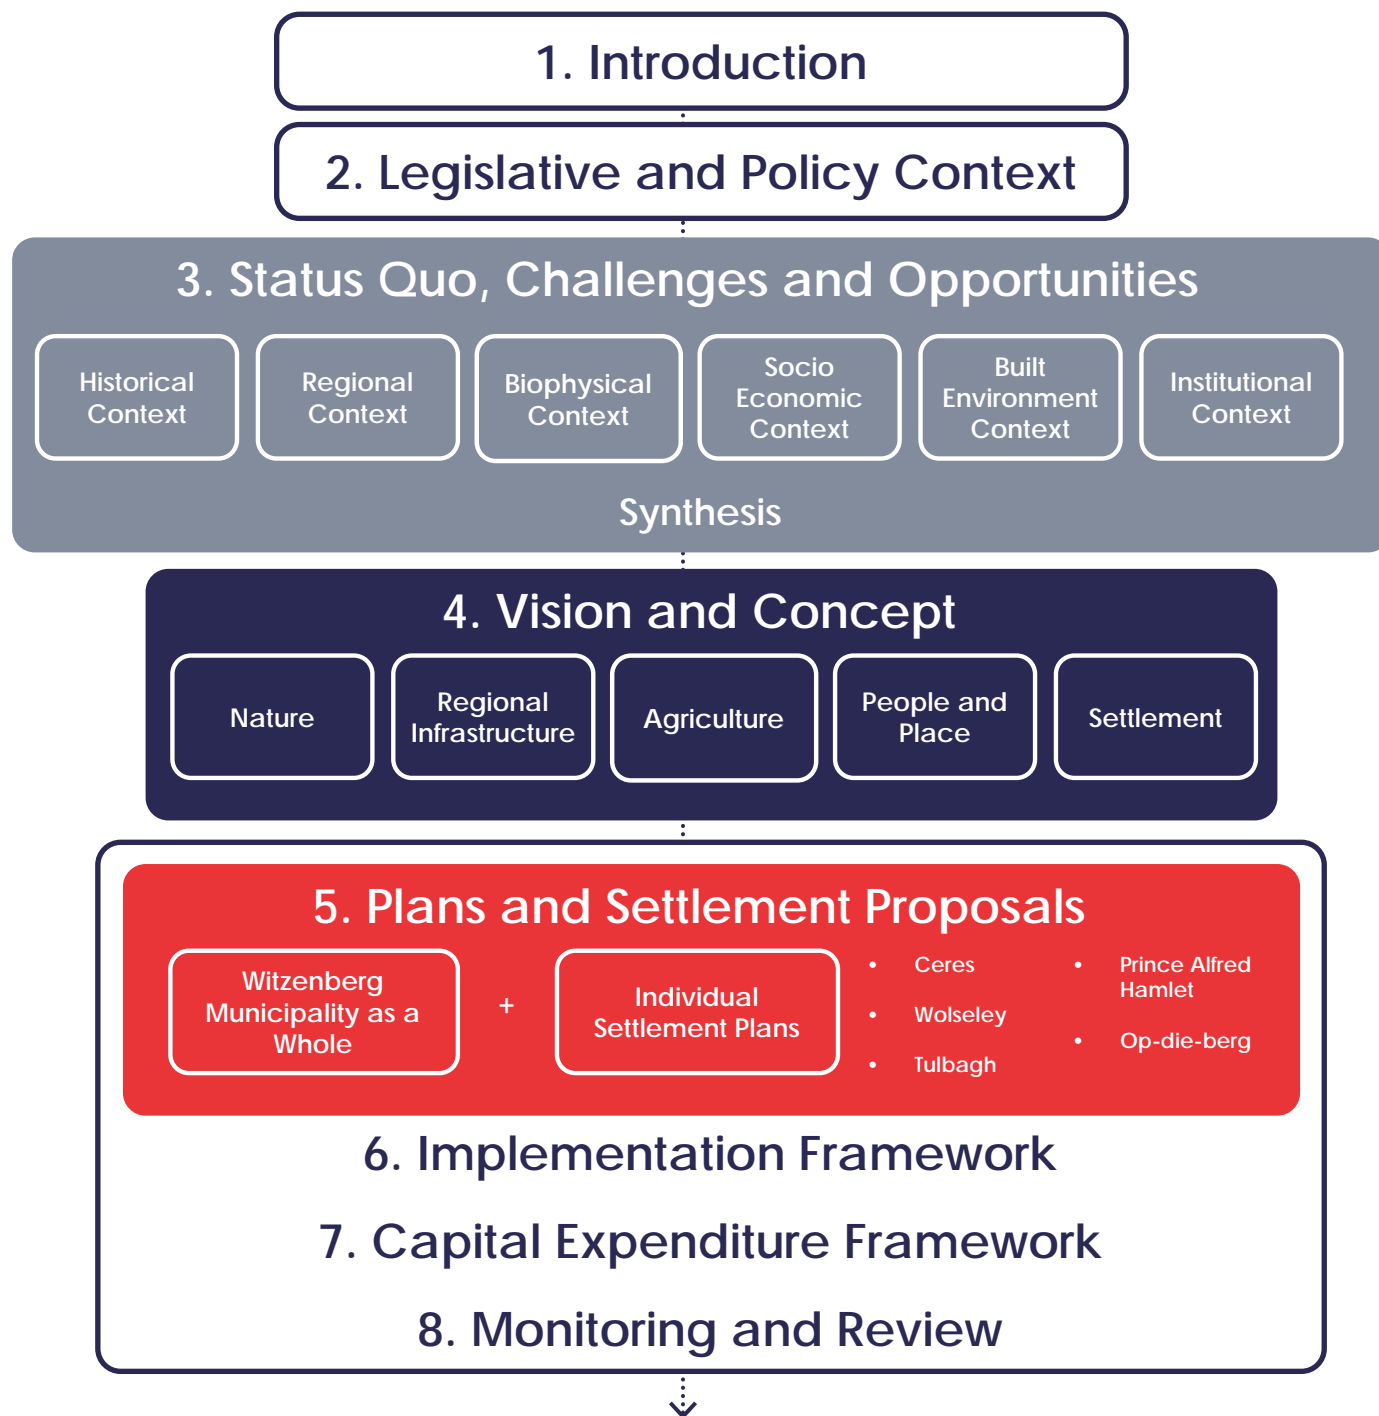 1. Introduction
2. Legislative and Policy Context
3. Status Quo, Challenges and Opportunities
Historical
Context
Regional
Context
Biophysical
Context
Socio
Economic
Context
Built
Environment
Context
Institutional
Context
Synthesis
4. Vision and Concept
Nature
Regional
Infrastructure
Agriculture
People and
Place
Settlement
5. Plans and Settlement Proposals
Witzenberg
Municipality as a
Whole
+
Individual
Settlement Plans
• Ceres
• Wolseley
• Tulbagh
• Prince Alfred
Hamlet
• Op-die-berg
6. Implementation Framework
7. Capital Expenditure Framework
8. Monitoring and Review